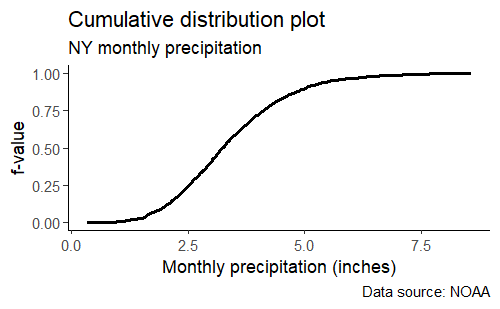 Cumulative distribution plot
NY monthly precipitation
f-value
1.00
0.75
0.50
0.25
0.00
0.0 2.5 5.0 7.5
Monthly precipitation (inches)
Data source: NOAA